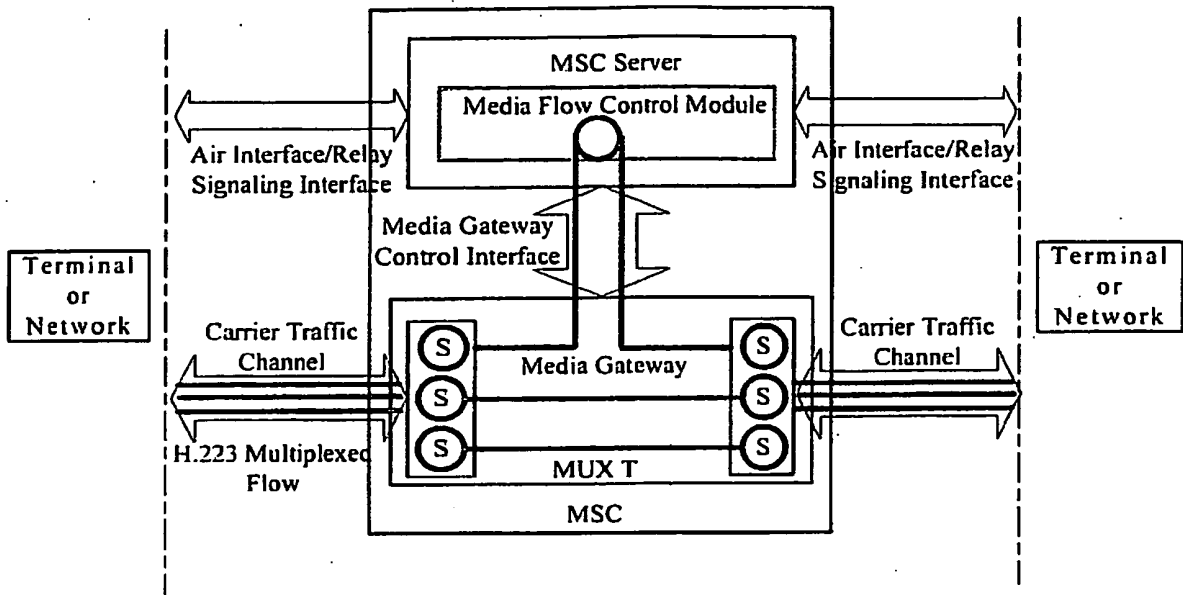 MSC Server
Media Flow Control Module
Air Interface/Relay
Signaling Interface
Air Interface/Relay
Signaling Interface
Media Gateway
Control Interface
Terminal
or
Network
Terminal
or
Network
Carrier Traffic
Channel
Carrier Traffic
Channel
S
S
Media Gateway
S
S
S
S
H.223 Multiplexed
Flow
MUX T
MSC